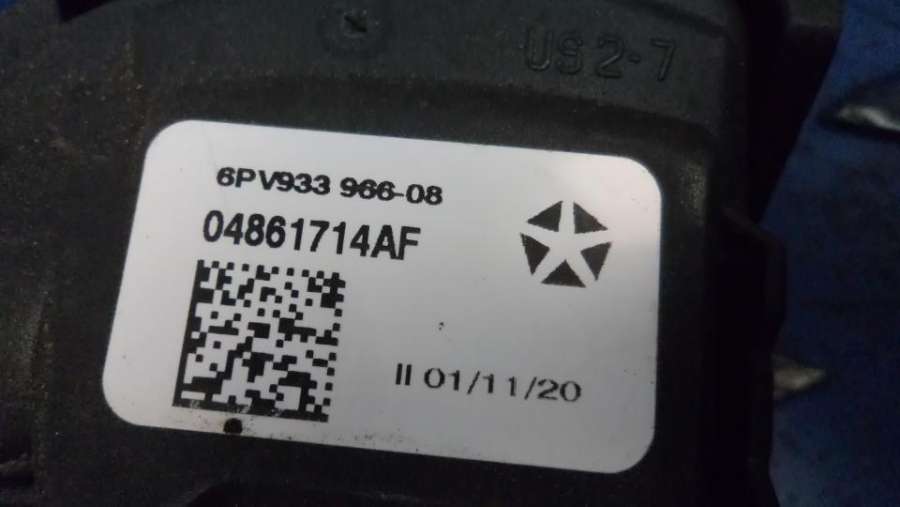 US 2-7
6PV933 966-08
04861714AF
II 01/11/20